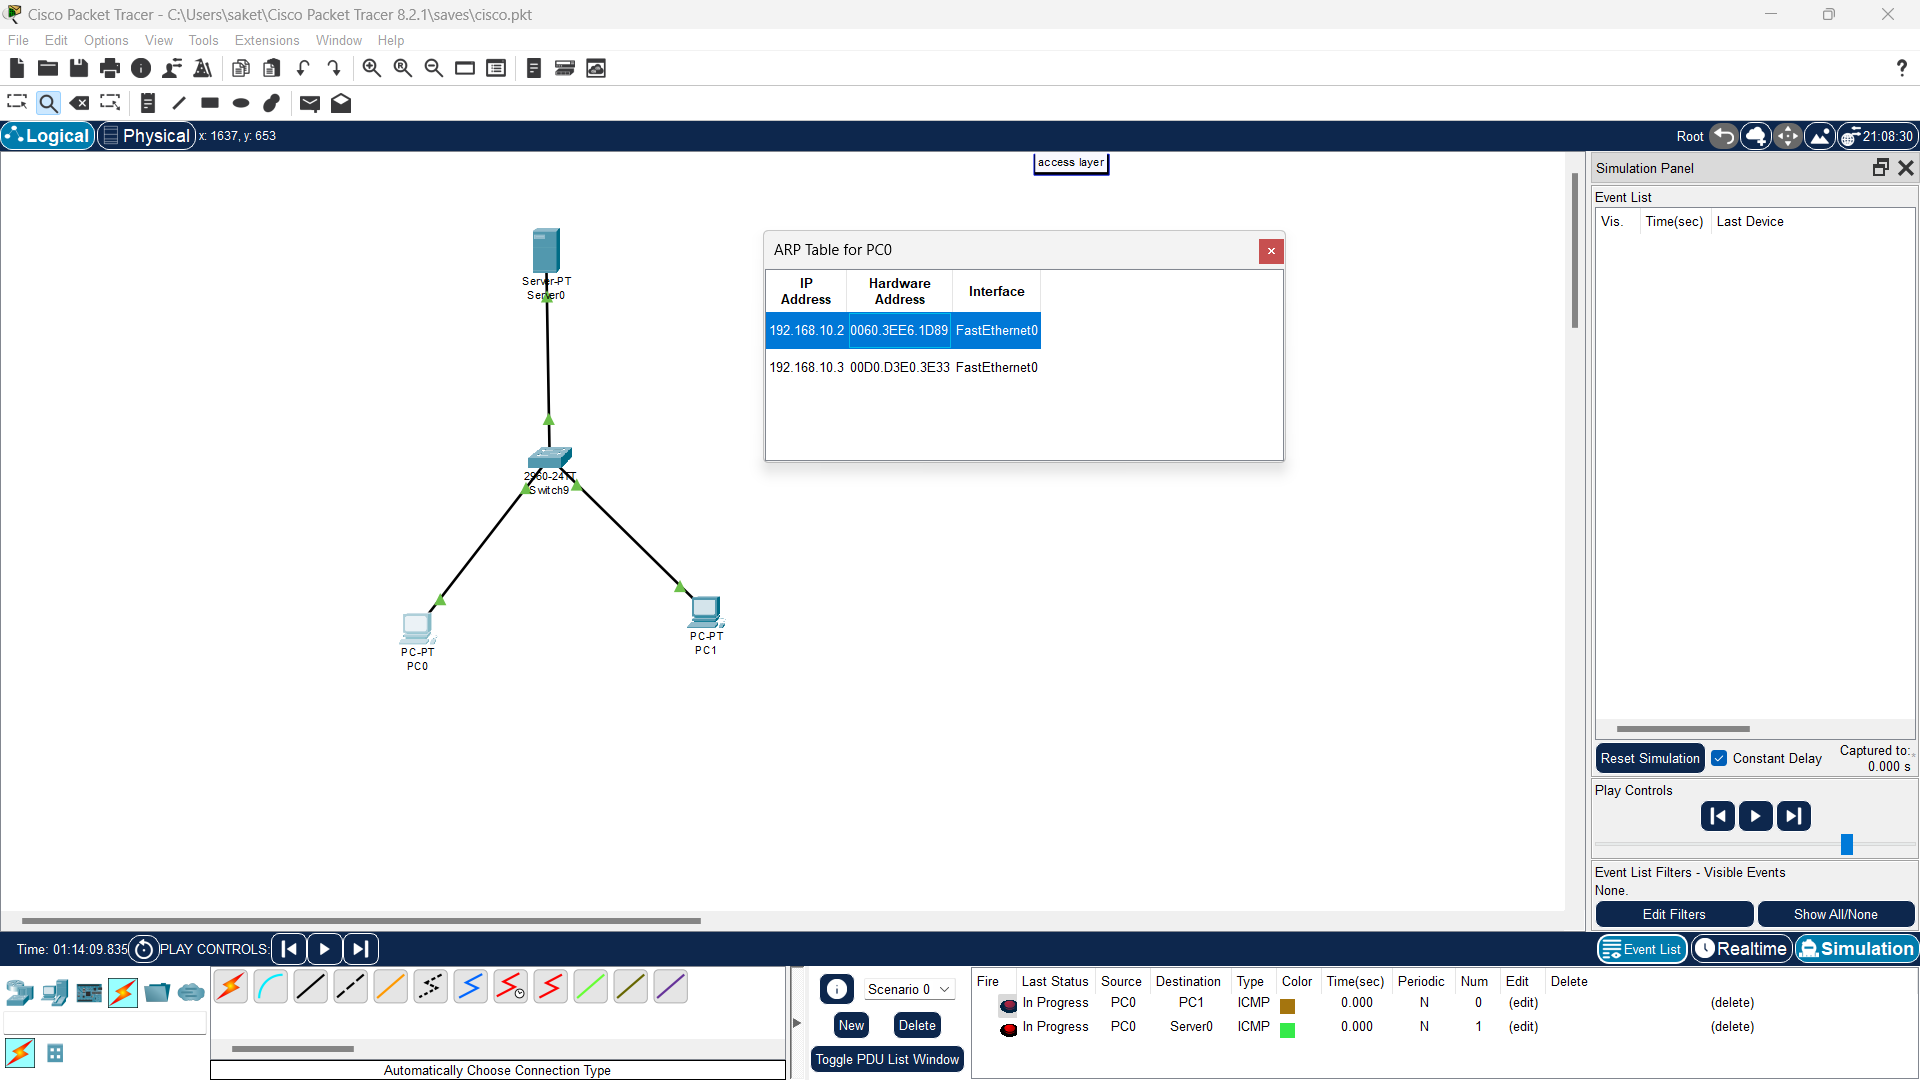 Cisco Packet Tracer - C:\Users\saket\Cisco Packet Tracer 8.2.1\saves\cisco.pkt
File Edit Options View Tools Extensions Window Help
?
Logical Physical x: 1637, y: 653 Root 21:08:30
access layer
Simulation Panel
Event List
Vis. Time(sec) Last Device
Server-PT
Server0
ARP Table for PC0
IP Address Hardware Address Interface
192.168.10.2 0060.3EE6.1D89 FastEthernet0
192.168.10.3 00D0.D3E0.3E33 FastEthernet0
2960-24TT
Switch9
PC-PT
PC0
PC-PT
PC1
Reset Simulation Constant Delay Captured to:
0.000 s
Play Controls
Event List Filters - Visible Events
None.
Edit Filters Show All/None
Time: 01:14:09.835 PLAY CONTROLS: Event List Realtime Simulation
Automatically Choose Connection Type
Scenario 0
New Delete
Toggle PDU List Window
Fire Last Status Source Destination Type Color Time(sec) Periodic Num Edit Delete
In Progress PC0 PC1 ICMP 0.000 N 0 (edit) (delete)
In Progress PC0 Server0 ICMP 0.000 N 1 (edit) (delete)